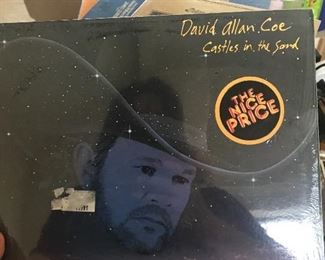 David Allan Coe
Castles in the Sand
THE
NICE
PRICE